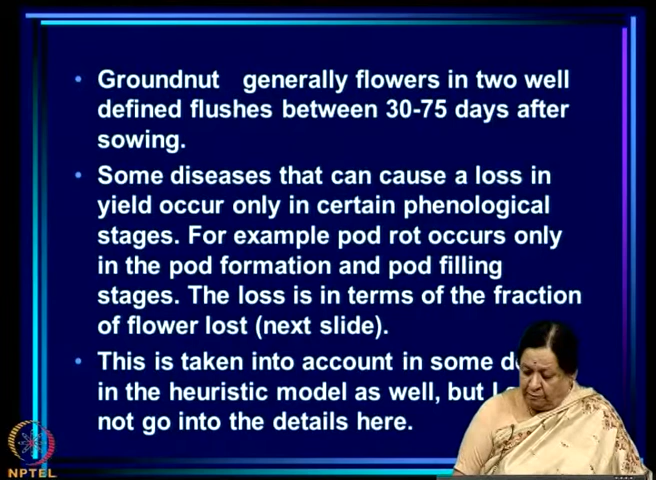 • Groundnut generally flowers in two well
defined flushes between 30-75 days after
sowing.
• Some diseases that can cause a loss in
yield occur only in certain phenological
stages. For example pod rot occurs only
in the pod formation and pod filling
stages. The loss is in terms of the fraction
of flower lost (next slide).
• This is taken into account in some
in the heuristic model as well, but I
not go into the details here.
NPTEL